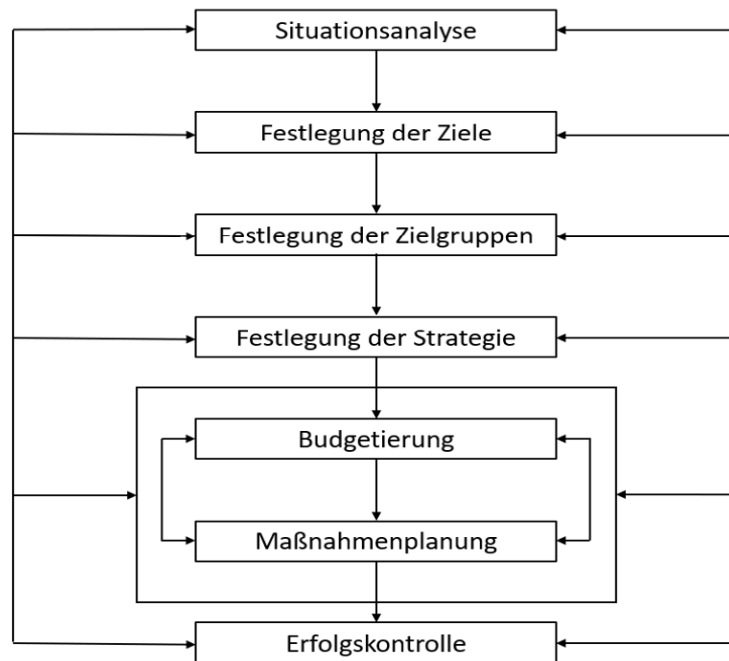 Situationsanalyse
Festlegung der Ziele
Festlegung der Zielgruppen
Festlegung der Strategie
Budgetierung
Maßnahmenplanung
Erfolgskontrolle